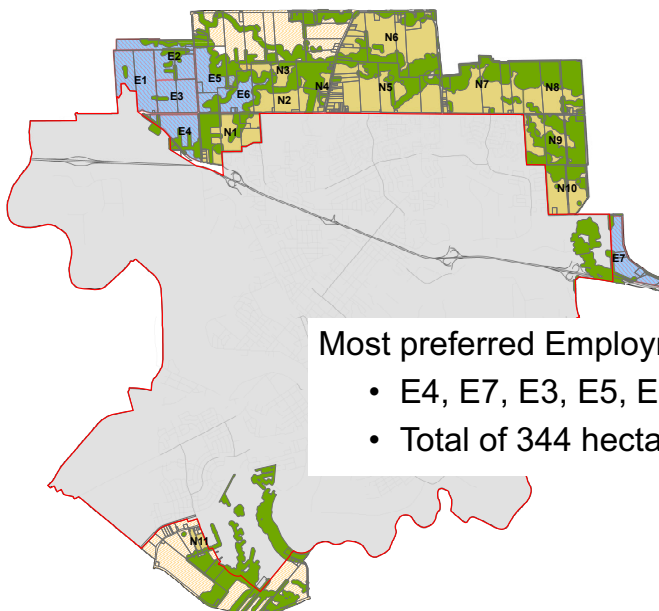 N6
E2
E1
E5
N3
N7
N8
E3
E6
N2
N4
N5
E4
N1
N9
N10
E7
Most preferred Employ
• E4, E7, E3, E5, E
• Total of 344 hecta
N11